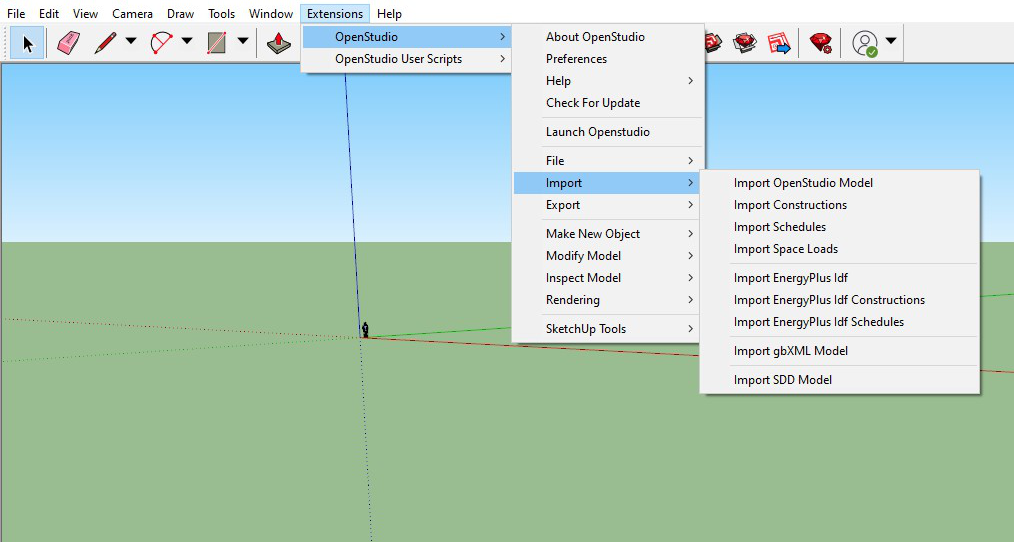 File Edit View Camera Draw Tools Window Extensions Help
OpenStudio
OpenStudio User Scripts
About OpenStudio
Preferences
Help
Check For Update
Launch Openstudio
File
Import
Export
Make New Object
Modify Model
Inspect Model
Rendering
SketchUp Tools
Import OpenStudio Model
Import Constructions
Import Schedules
Import Space Loads
Import EnergyPlus Idf
Import EnergyPlus Idf Constructions
Import EnergyPlus Idf Schedules
Import gbXML Model
Import SDD Model